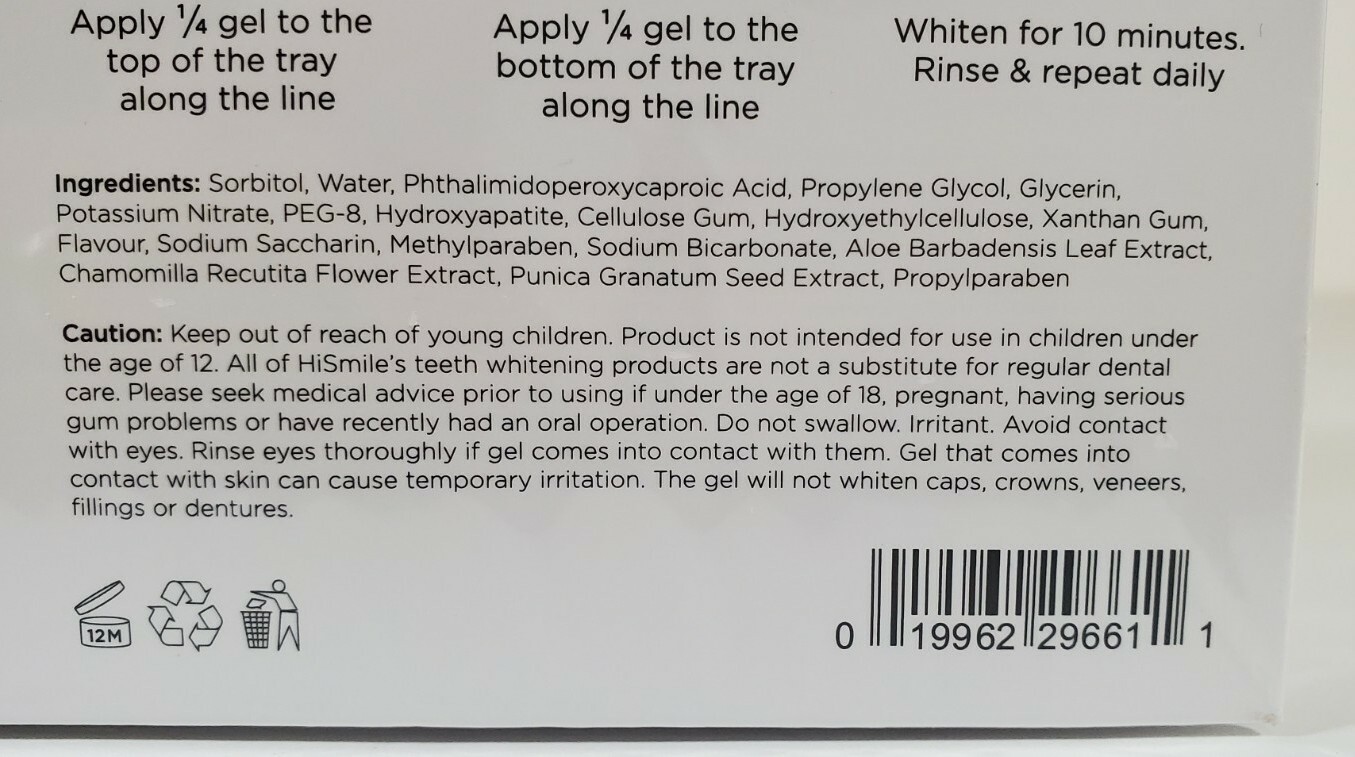 Apply ¼ gel to the
top of the tray
along the line
Apply ¼ gel to the
bottom of the tray
along the line
Whiten for 10 minutes.
Rinse & repeat daily
Ingredients: Sorbitol, Water, Phthalimidoperoxycaproic Acid, Propylene Glycol, Glycerin,
Potassium Nitrate, PEG-8, Hydroxyapatite, Cellulose Gum, Hydroxyethylcellulose, Xanthan Gum,
Flavour, Sodium Saccharin, Methylparaben, Sodium Bicarbonate, Aloe Barbadensis Leaf Extract,
Chamomilla Recutita Flower Extract, Punica Granatum Seed Extract, Propylparaben
Caution: Keep out of reach of young children. Product is not intended for use in children under
the age of 12. All of HiSmile's teeth whitening products are not a substitute for regular dental
care. Please seek medical advice prior to using if under the age of 18, pregnant, having serious
gum problems or have recently had an oral operation. Do not swallow. Irritant. Avoid contact
with eyes. Rinse eyes thoroughly if gel comes into contact with them. Gel that comes into
contact with skin can cause temporary irritation. The gel will not whiten caps, crowns, veneers,
fillings or dentures.
12M
0 19962 29661 1